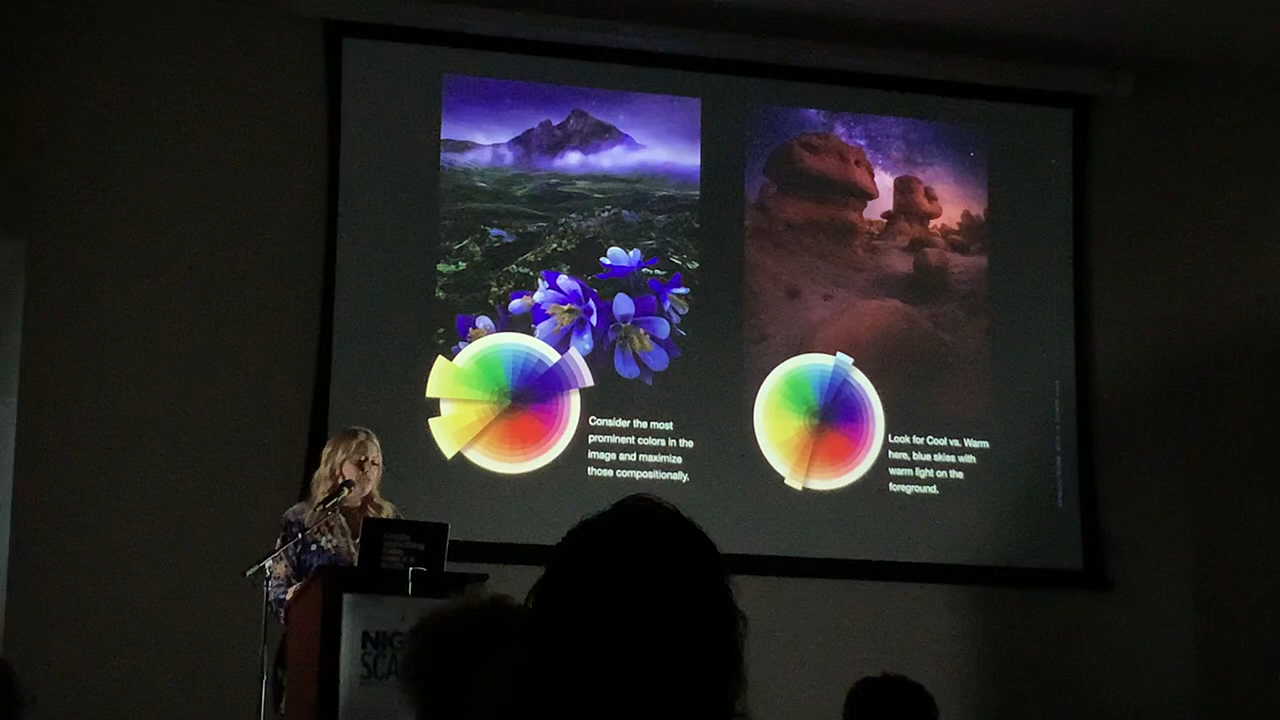 Consider the most
prominent colors in the
image and maximize
those compositionally.
Look for Cool vs. Warm
here, blue skies with
warm light on the
foreground.
NIG
SCA